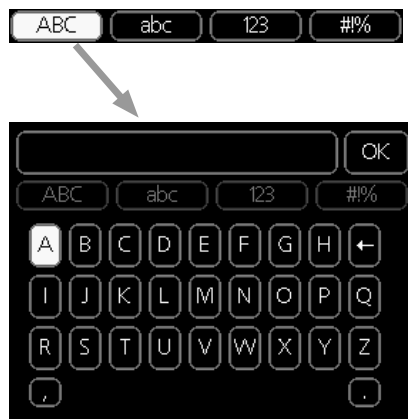 ABC abc 123 #!%
OK
ABC abc 123 #!%
A B C D E F G H ←
I J K L M N O P Q
R S T U V W X Y Z
, .